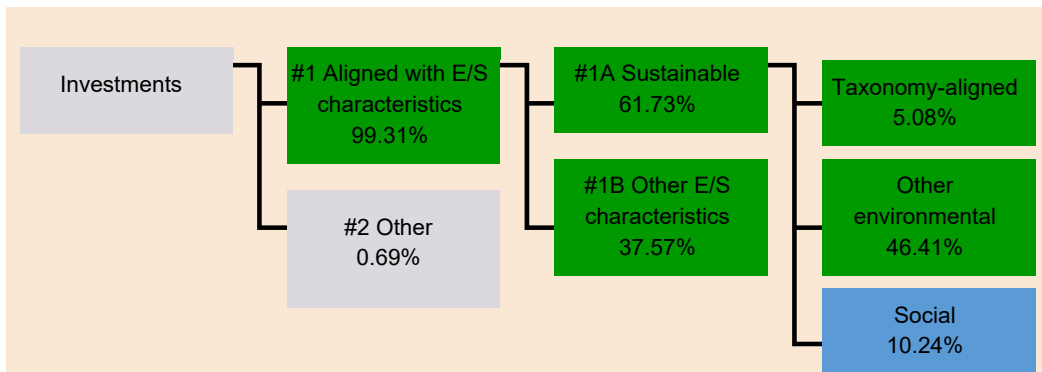 Investments
#1 Aligned with E/S
characteristics
99.31%
#2 Other
0.69%
#1A Sustainable
61.73%
#1B Other E/S
characteristics
37.57%
Taxonomy-aligned
5.08%
Other
environmental
46.41%
Social
10.24%